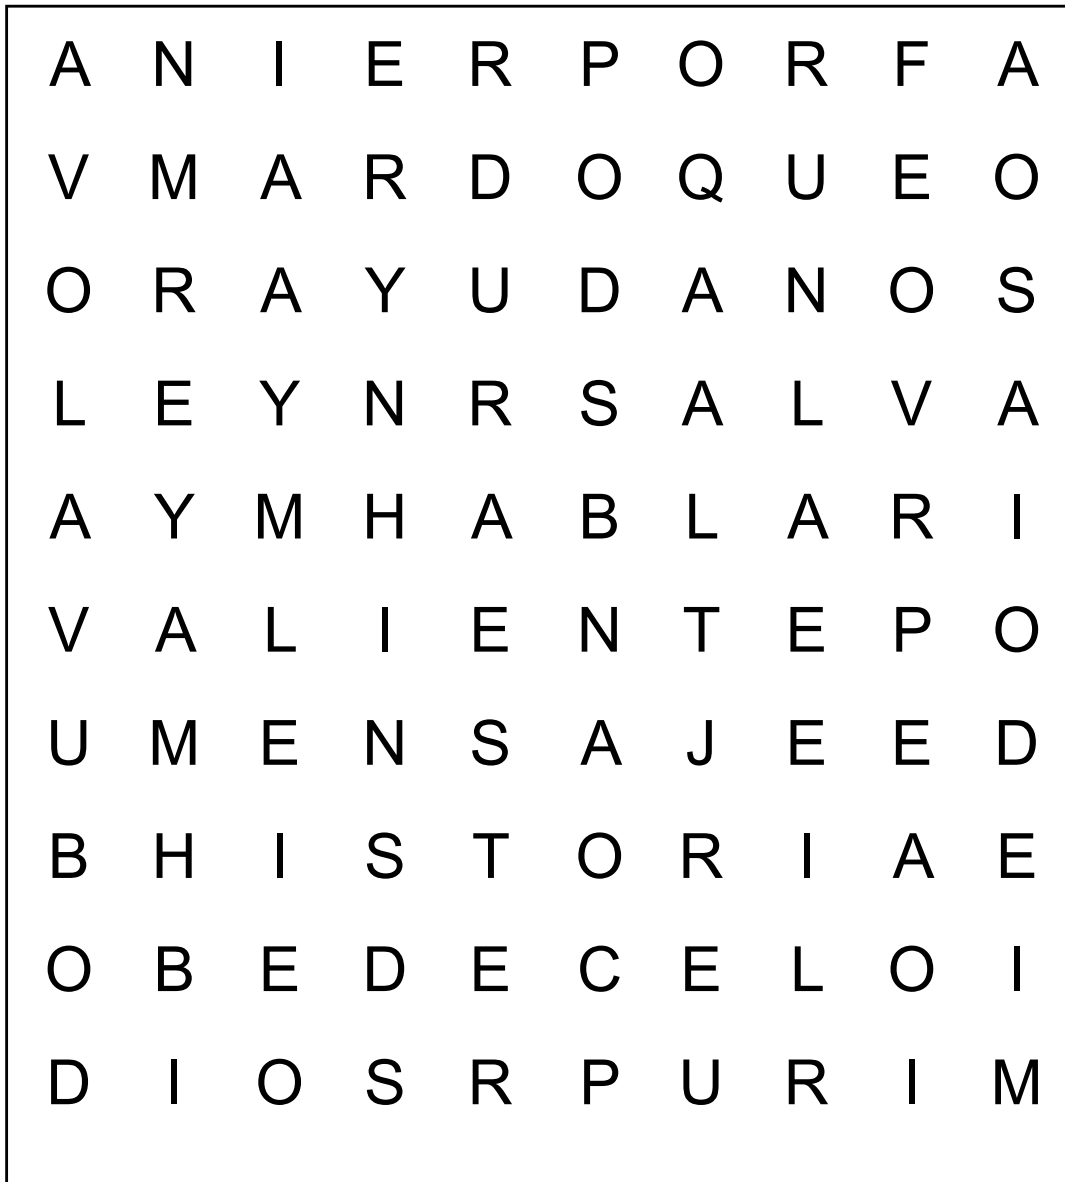 A N I E R P O R F A
V M A R D O Q U E O
O R A Y U D A N O S
L E Y N R S A L V A
A Y M H A B L A R I
V A L I E N T E P O
U M E N S A J E E D
B H I S T O R I A E
O B E D E C E L O I
D I O S R P U R I M